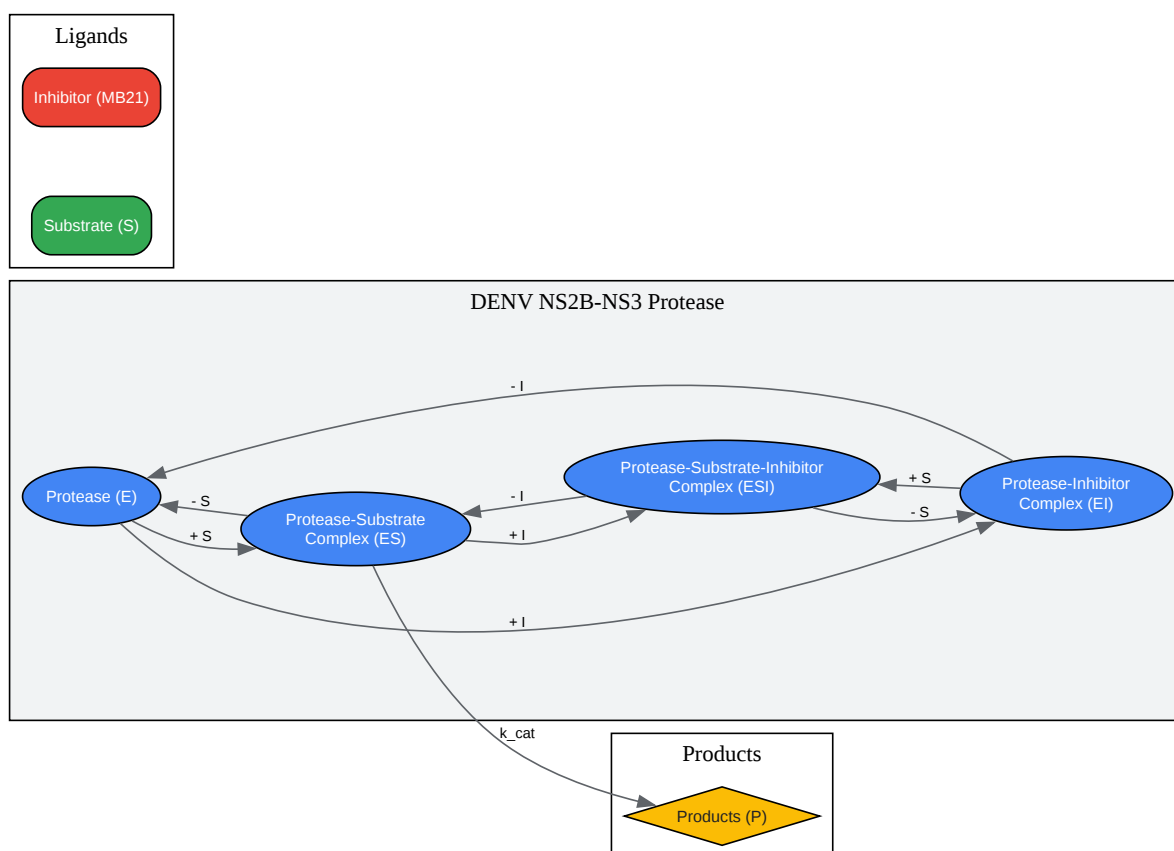 Ligands
Inhibitor (MB21)
Substrate (S)
DENV NS2B-NS3 Protease
- I
Protease-Substrate-Inhibitor
Complex (ESI)
Protease-Inhibitor
Complex (EI)
+ S
- S
Protease (E)
- S
+ S
Protease-Substrate
Complex (ES)
- I
+ I
+ I
k_cat
Products
Products (P)